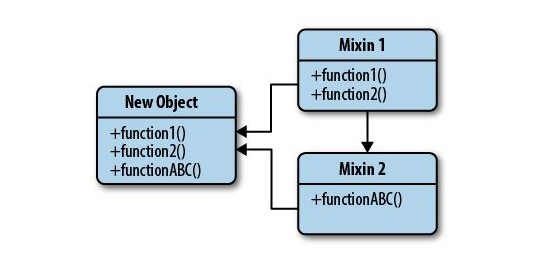 Mixin 1
+function1()
+function2()
New Object
+function1()
+function2()
+functionABC()
Mixin 2
+functionABC()